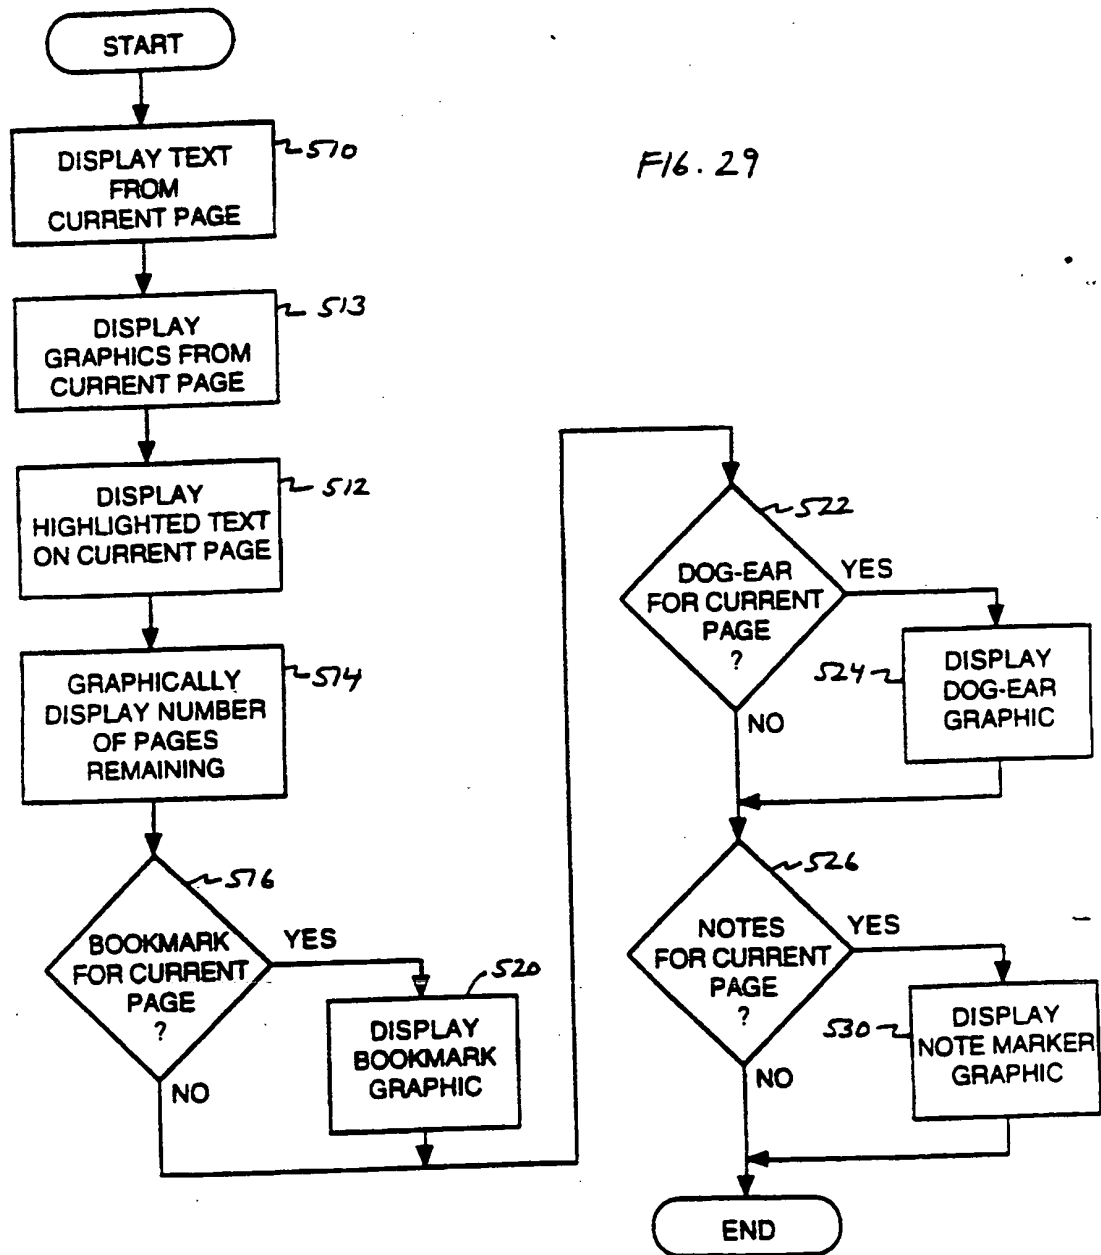 START
DISPLAY TEXT
FROM
CURRENT PAGE
510
FIG. 29
DISPLAY
GRAPHICS FROM
CURRENT PAGE
513
DISPLAY
HIGHLIGHTED TEXT
ON CURRENT PAGE
512
GRAPHICALLY
DISPLAY NUMBER
OF PAGES
REMAINING
514
BOOKMARK
FOR CURRENT
PAGE
?
516
YES
NO
DISPLAY
BOOKMARK
GRAPHIC
520
DOG-EAR
FOR CURRENT
PAGE
?
522
YES
NO
DISPLAY
DOG-EAR
GRAPHIC
524
NOTES
FOR CURRENT
PAGE
?
526
YES
NO
DISPLAY
NOTE MARKER
GRAPHIC
530
END